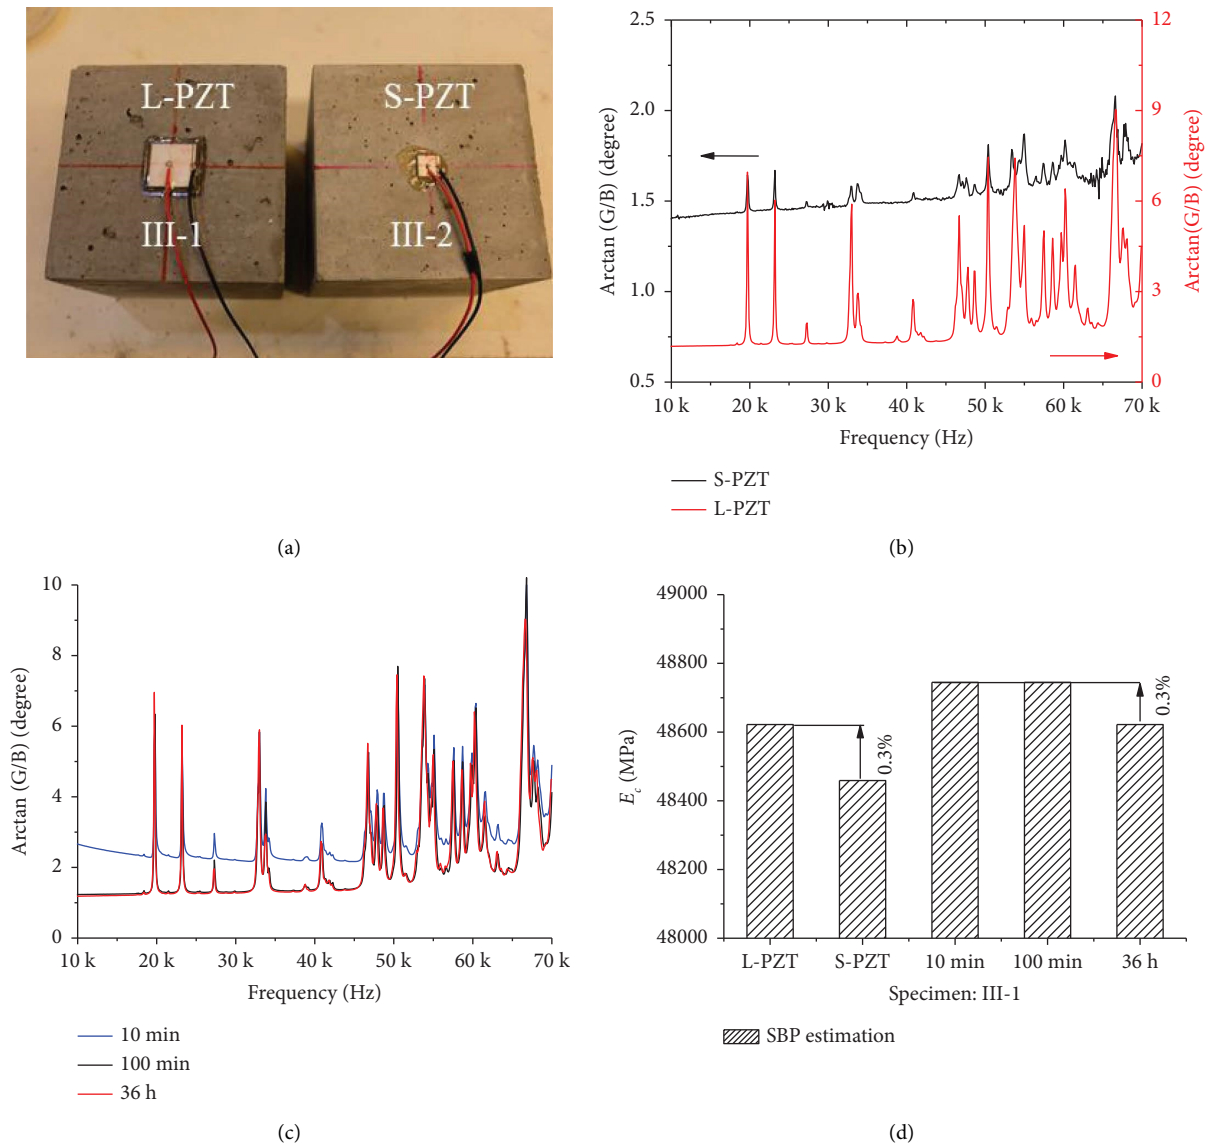 L-PZT
S-PZT
III-1
III-2
(a)
2.5
2.0
1.5
1.0
0.5
Arctan (G/B) (degree)
12
9
6
3
0
Arctan(G/B) (degree)
10 k 20 k 30 k 40 k 50 k 60 k 70 k
Frequency (Hz)
S-PZT
L-PZT
(b)
10
8
6
4
2
0
Arctan (G/B) (degree)
10 k 20 k 30 k 40 k 50 k 60 k 70 k
Frequency (Hz)
10 min
100 min
36 h
(c)
49000
48800
48600
48400
48200
48000
E_c (MPa)
0.3%
0.3%
L-PZT S-PZT 10 min 100 min 36 h
Specimen: III-1
SBP estimation
(d)